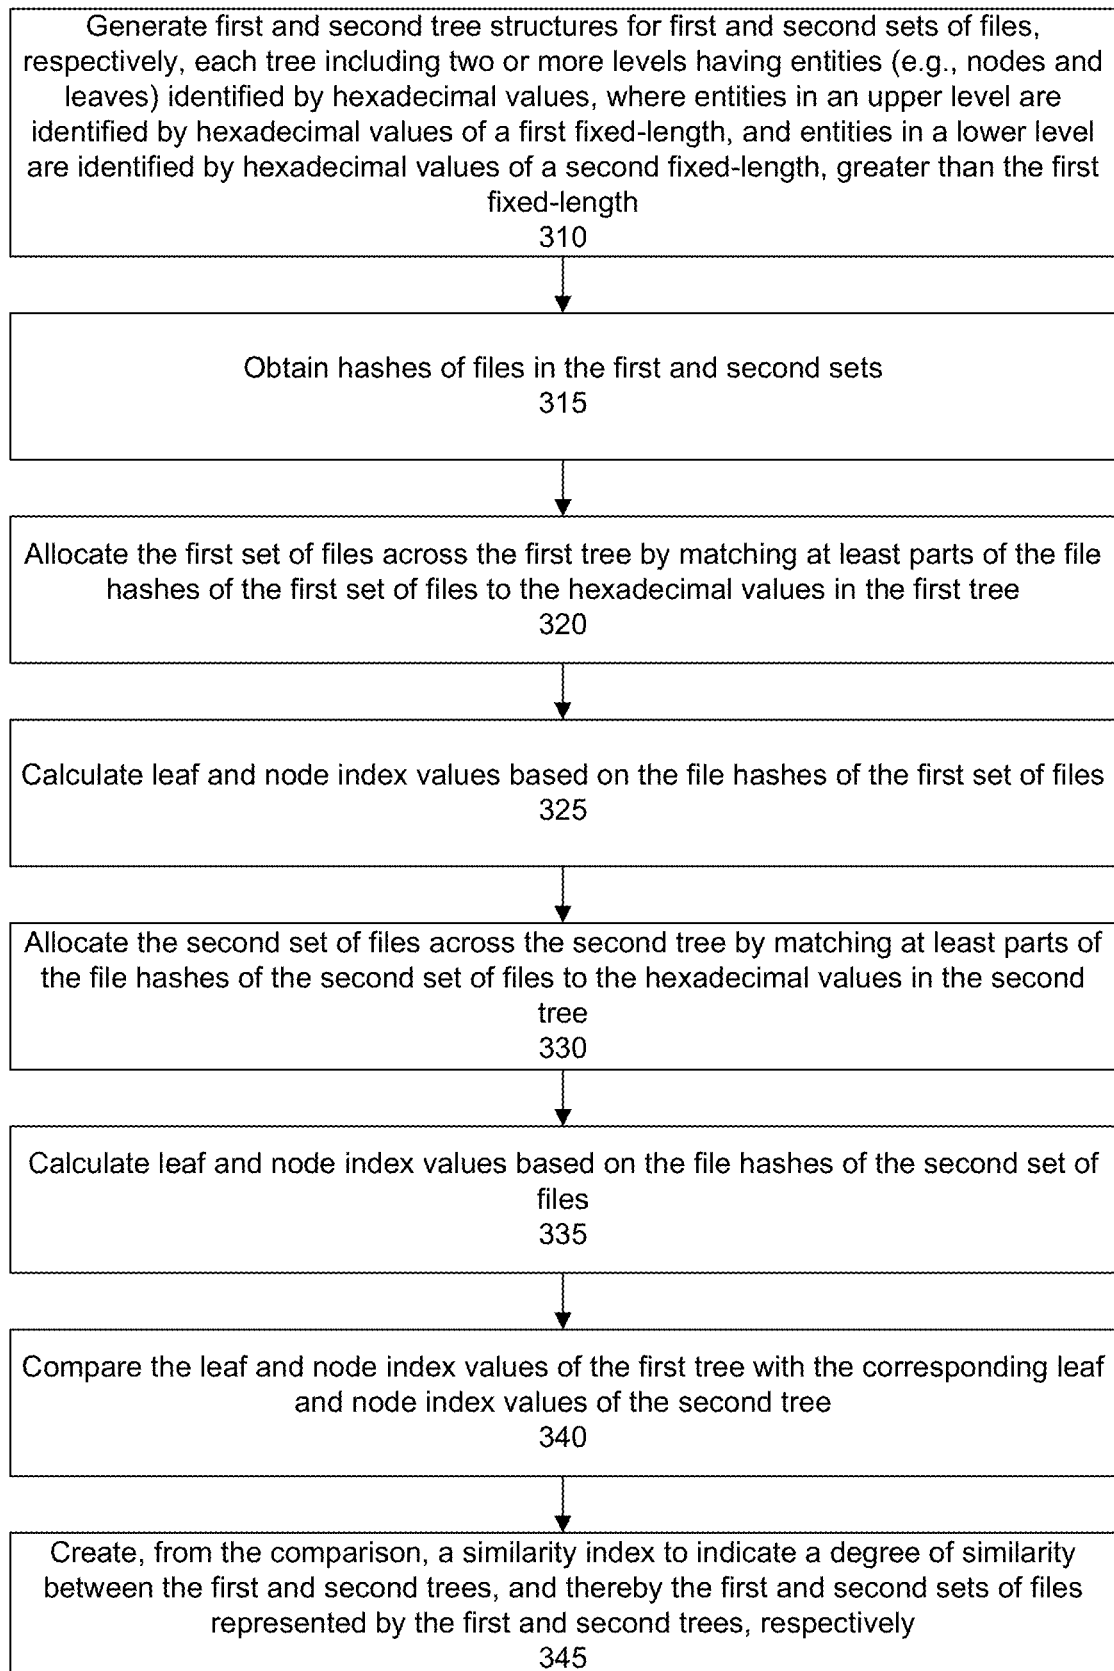 Generate first and second tree structures for first and second sets of files,
respectively, each tree including two or more levels having entities (e.g., nodes and
leaves) identified by hexadecimal values, where entities in an upper level are
identified by hexadecimal values of a first fixed-length, and entities in a lower level
are identified by hexadecimal values of a second fixed-length, greater than the first
fixed-length
310
Obtain hashes of files in the first and second sets
315
Allocate the first set of files across the first tree by matching at least parts of the file
hashes of the first set of files to the hexadecimal values in the first tree
320
Calculate leaf and node index values based on the file hashes of the first set of files
325
Allocate the second set of files across the second tree by matching at least parts of
the file hashes of the second set of files to the hexadecimal values in the second
tree
330
Calculate leaf and node index values based on the file hashes of the second set of
files
335
Compare the leaf and node index values of the first tree with the corresponding leaf
and node index values of the second tree
340
Create, from the comparison, a similarity index to indicate a degree of similarity
between the first and second trees, and thereby the first and second sets of files
represented by the first and second trees, respectively
345